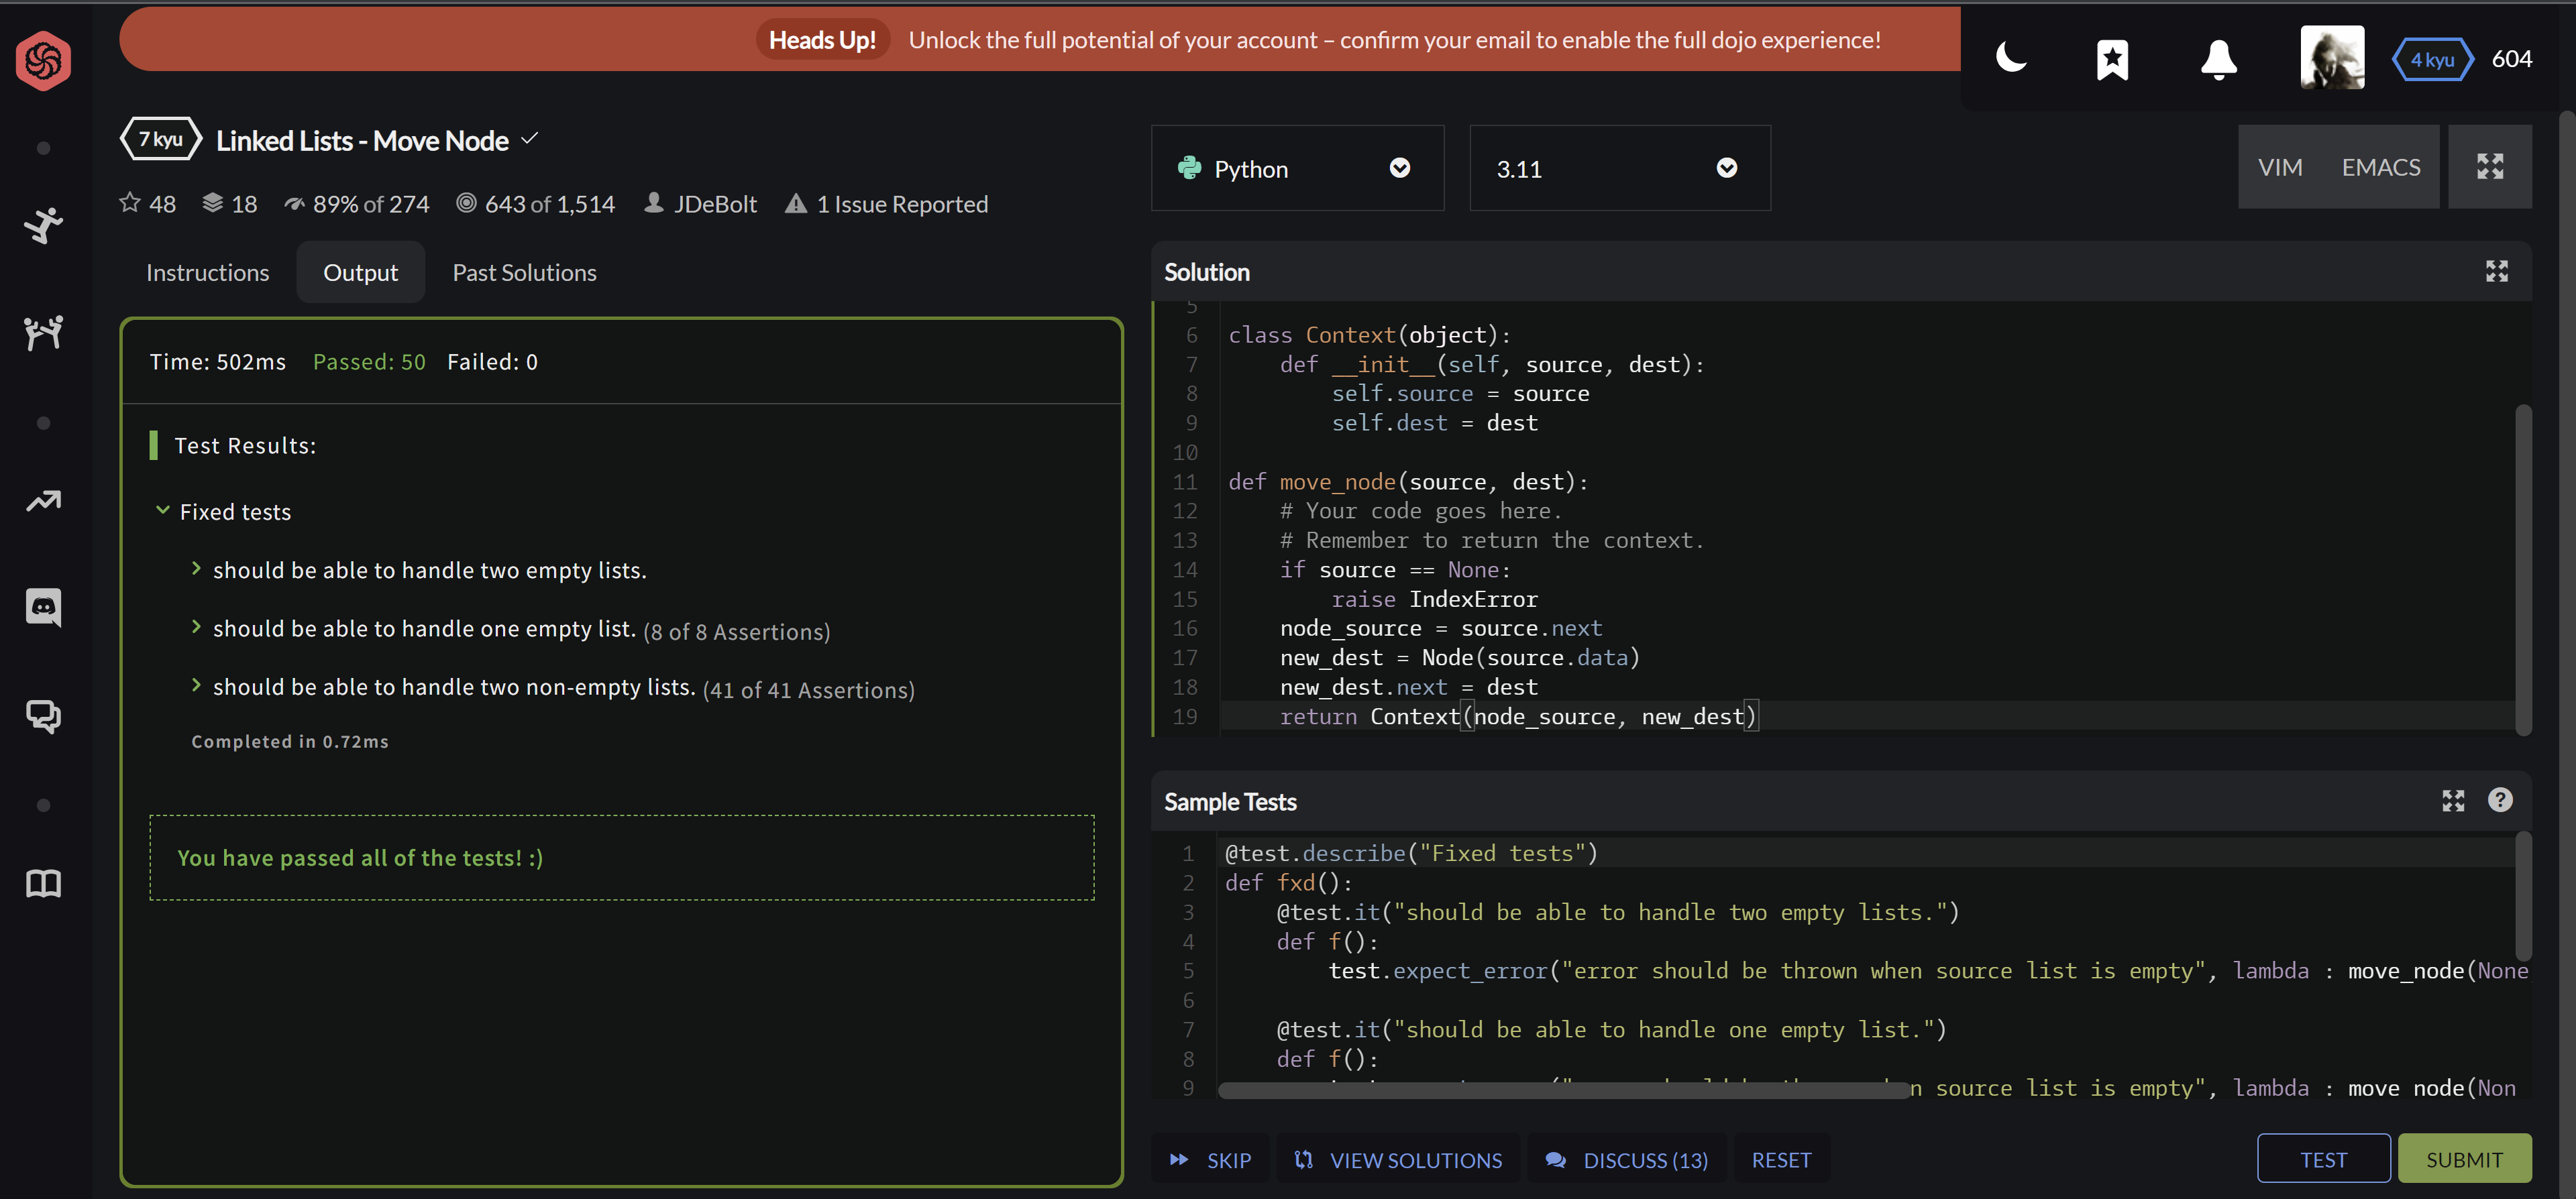 Heads Up! Unlock the full potential of your account – confirm your email to enable the full dojo experience!
4 kyu 604
7 kyu Linked Lists - Move Node
48 18 89% of 274 643 of 1,514 JDeBolt 1 Issue Reported
Instructions Output Past Solutions
Time: 502ms Passed: 50 Failed: 0
Test Results:
Fixed tests
should be able to handle two empty lists.
should be able to handle one empty list. (8 of 8 Assertions)
should be able to handle two non-empty lists. (41 of 41 Assertions)
Completed in 0.72ms
You have passed all of the tests! :)
Python 3.11 VIM EMACS
Solution
5
6 class Context(object):
7     def __init__(self, source, dest):
8         self.source = source
9         self.dest = dest
10
11 def move_node(source, dest):
12     # Your code goes here.
13     # Remember to return the context.
14     if source == None:
15         raise IndexError
16     node_source = source.next
17     new_dest = Node(source.data)
18     new_dest.next = dest
19     return Context(node_source, new_dest)
Sample Tests
1 @test.describe("Fixed tests")
2 def fxd():
3     @test.it("should be able to handle two empty lists.")
4     def f():
5         test.expect_error("error should be thrown when source list is empty", lambda : move_node(None
6
7     @test.it("should be able to handle one empty list.")
8     def f():
9 source list is empty", lambda : move_node(Non
SKIP VIEW SOLUTIONS DISCUSS (13) RESET TEST SUBMIT